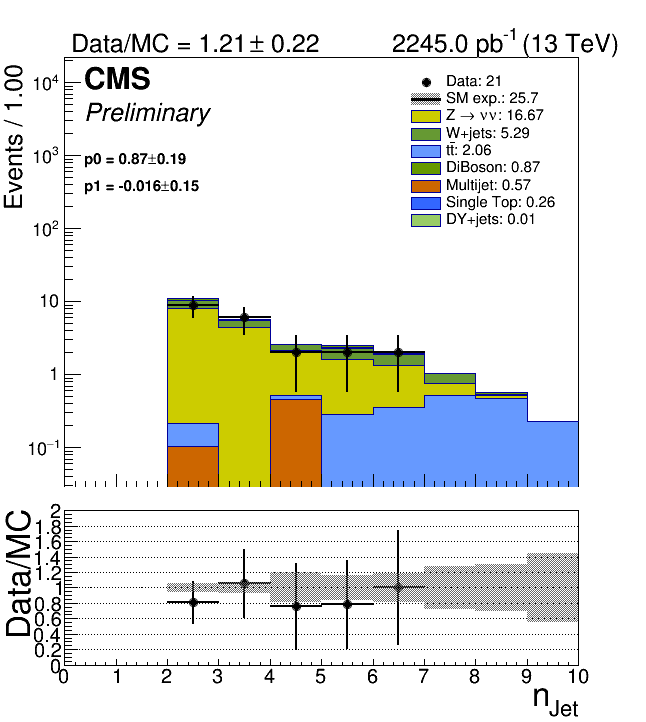 Data/MC = 1.21± 0.22 2245.0 pb⁻¹ (13 TeV)
Events / 1.00
CMS
Preliminary
p0 = 0.87±0.19
p1 = -0.016±0.15
Data: 21
SM exp.: 25.7
Z → νν: 16.67
W+jets: 5.29
tt̄: 2.06
DiBoson: 0.87
Multijet: 0.57
Single Top: 0.26
DY+jets: 0.01
10⁴
10³
10²
10
1
10⁻¹
Data/MC
2
1.8
1.6
1.4
1.2
1
0.8
0.6
0.4
0.2
0
0 1 2 3 4 5 6 7 8 9 10
n_Jet